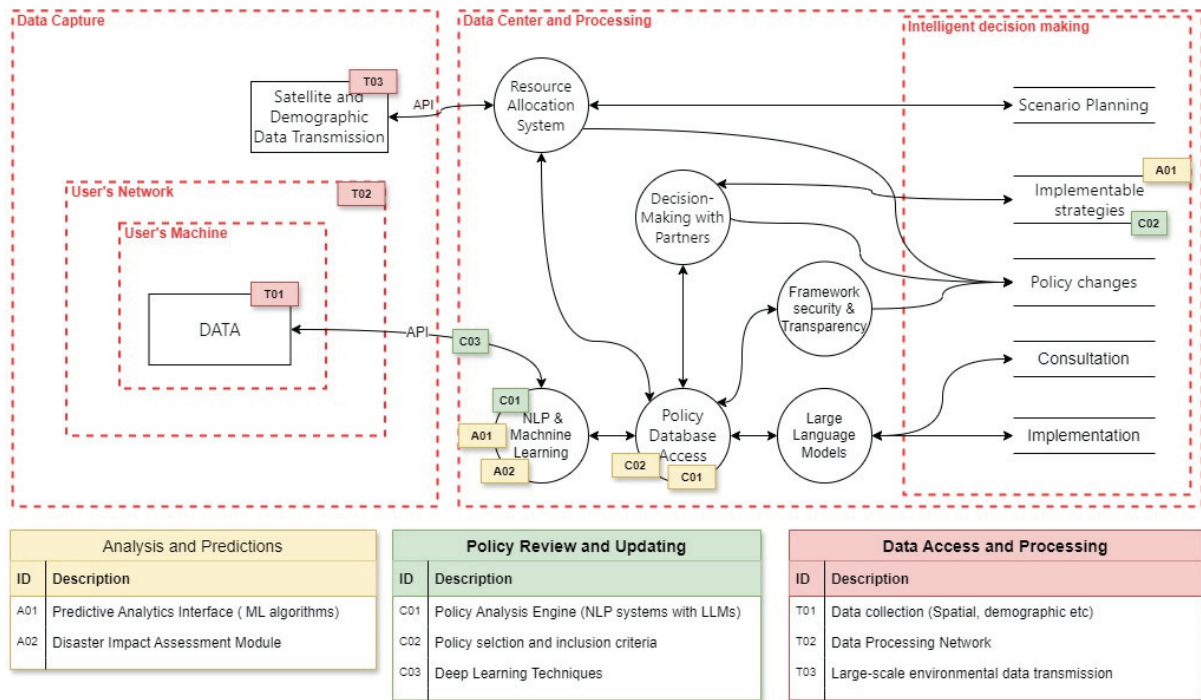 Data Capture
Data Center and Processing
Intelligent decision making
T03
Satellite and
Demographic
Data Transmission
API
Resource
Allocation
System
Scenario Planning
User's Network
T02
User's Machine
T01
DATA
API
C03
Decision-
Making with
Partners
A01
Implementable
strategies
C02
Framework
security &
Transparency
Policy changes
Consultation
C01
NLP &
Machine
Learning
A01
A02
Policy
Database
Access
C02
C01
Large
Language
Models
Implementation
Analysis and Predictions
ID Description
A01 Predictive Analytics Interface ( ML algorithms)
A02 Disaster Impact Assessment Module
Policy Review and Updating
ID Description
C01 Policy Analysis Engine (NLP systems with LLMs)
C02 Policy selction and inclusion criteria
C03 Deep Learning Techniques
Data Access and Processing
ID Description
T01 Data collection (Spatial, demographic etc)
T02 Data Processing Network
T03 Large-scale environmental data transmission